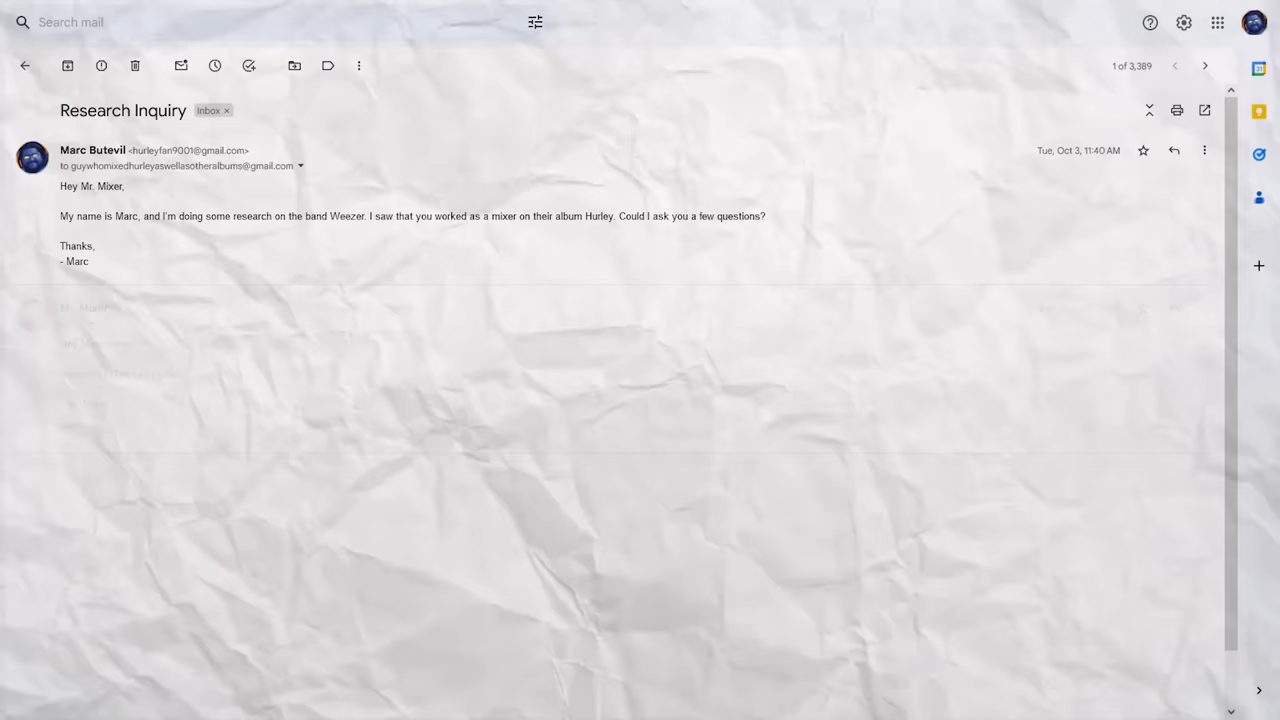 Search mail
1 of 3,389
Research Inquiry Inbox ×
Marc Butevil <hurleyfan9001@gmail.com>
Tue, Oct 3, 11:40 AM
to guywhomixedhurleyaswellasotheralbums@gmail.com
Hey Mr. Mixer,
My name is Marc, and I'm doing some research on the band Weezer. I saw that you worked as a mixer on their album Hurley. Could I ask you a few questions?
Thanks,
- Marc